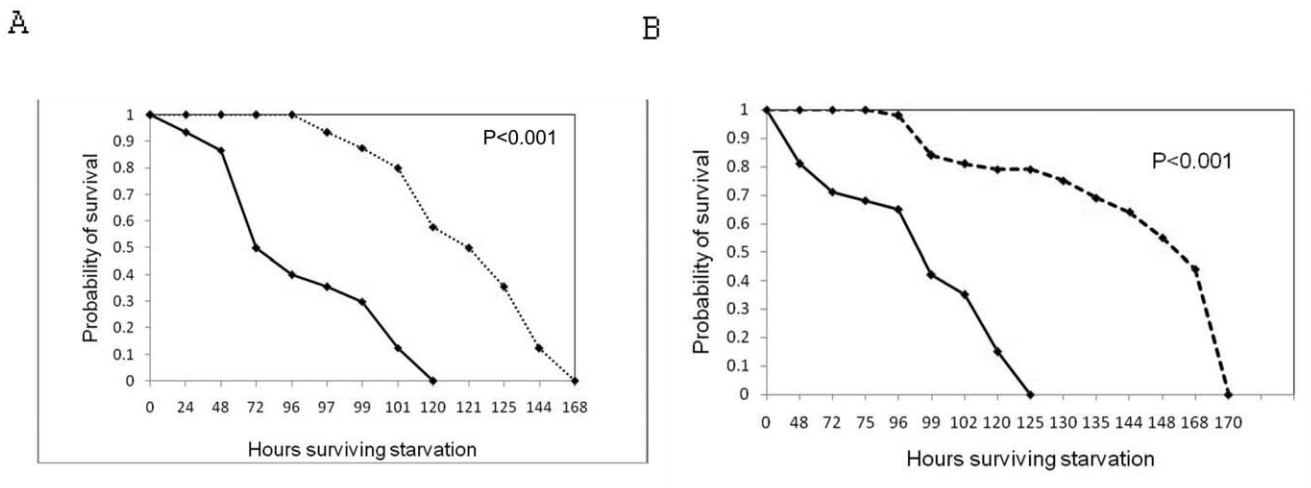 A
B
1
0.9
0.8
0.7
0.6
0.5
0.4
0.3
0.2
0.1
0
P<0.001
Probability of survival
0 24 48 72 96 97 99 101 120 121 125 144 168
Hours surviving starvation
1
0.9
0.8
0.7
0.6
0.5
0.4
0.3
0.2
0.1
0
P<0.001
Probability of survival
0 48 72 75 96 99 102 120 125 130 135 144 148 168 170
Hours surviving starvation